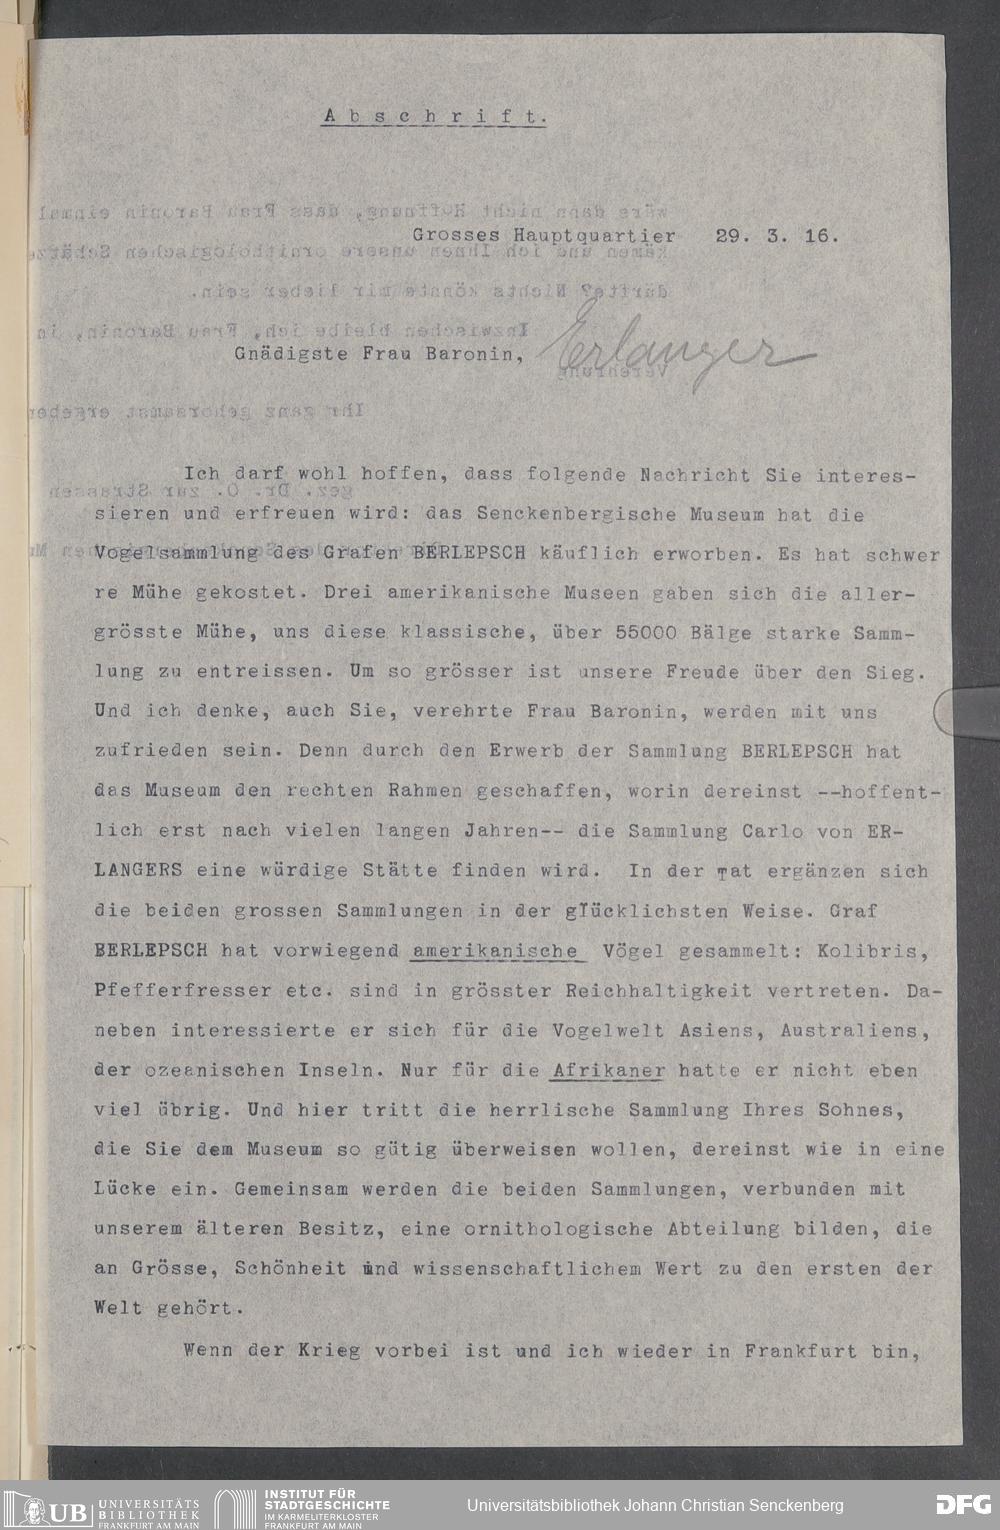 Abschrift.
Grosses Hauptquartier 29. 3. 16.
Gnädigste Frau Baronin, Erlanger
Ich darf wohl hoffen, dass folgende Nachricht Sie interes-
sieren und erfreuen wird: das Senckenbergische Museum hat die
Vogelsammlung des Grafen BERLEPSCH käuflich erworben. Es hat schwer
re Mühe gekostet. Drei amerikanische Museen gaben sich die aller-
grösste Mühe, uns diese klassische, über 55000 Bälge starke Samm-
lung zu entreissen. Um so grösser ist unsere Freude über den Sieg.
Und ich denke, auch Sie, verehrte Frau Baronin, werden mit uns
zufrieden sein. Denn durch den Erwerb der Sammlung BERLEPSCH hat
das Museum den rechten Rahmen geschaffen, worin dereinst --hoffent-
lich erst nach vielen langen Jahren-- die Sammlung Carlo von ER-
LANGERS eine würdige Stätte finden wird. In der Tat ergänzen sich
die beiden grossen Sammlungen in der glücklichsten Weise. Graf
BERLEPSCH hat vorwiegend amerikanische Vögel gesammelt: Kolibris,
Pfefferfresser etc. sind in grösster Reichhaltigkeit vertreten. Da-
neben interessierte er sich für die Vogelwelt Asiens, Australiens,
der ozeanischen Inseln. Nur für die Afrikaner hatte er nicht eben
viel übrig. Und hier tritt die herrlische Sammlung Ihres Sohnes,
die Sie dem Museum so gütig überweisen wollen, dereinst wie in eine
Lücke ein. Gemeinsam werden die beiden Sammlungen, verbunden mit
unserem älteren Besitz, eine ornithologische Abteilung bilden, die
an Grösse, Schönheit und wissenschaftlichem Wert zu den ersten der
Welt gehört.
Wenn der Krieg vorbei ist und ich wieder in Frankfurt bin,
UB UNIVERSITÄTS
BIBLIOTHEK
FRANKFURT AM MAIN
INSTITUT FÜR
STADTGESCHICHTE
IM KARMELITERKLOSTER
FRANKFURT AM MAIN
Universitätsbibliothek Johann Christian Senckenberg
DFG